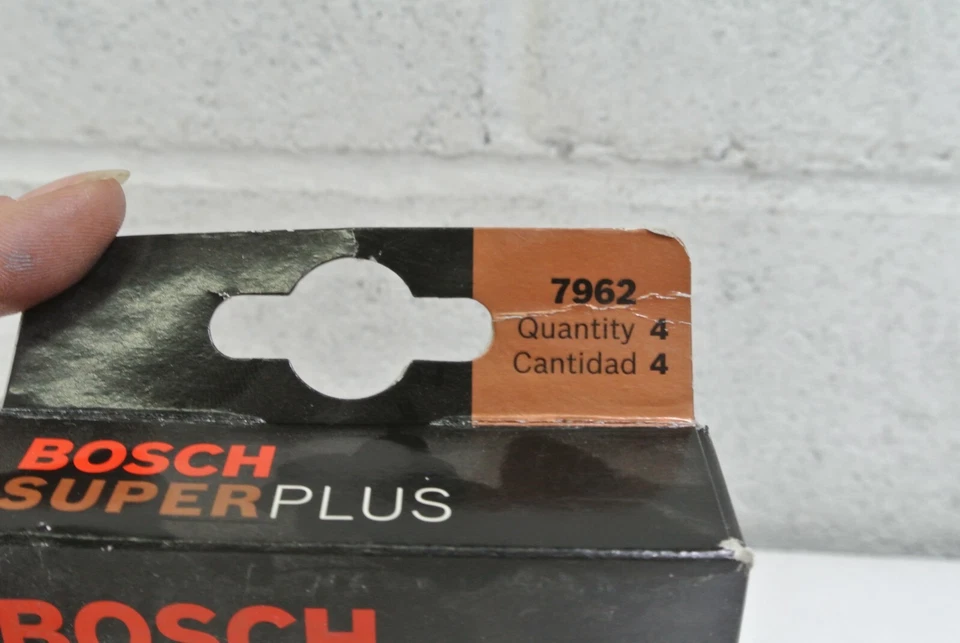 7962
Quantity 4
Cantidad 4
BOSCH
SUPERPLUS
BOSCH